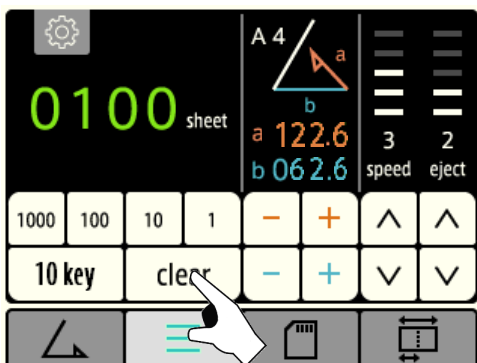 A 4
a
b
0100 sheet
a 122.6
b 062.6
3 2
speed eject
1000 100 10 1 - + 
10 key clear - +